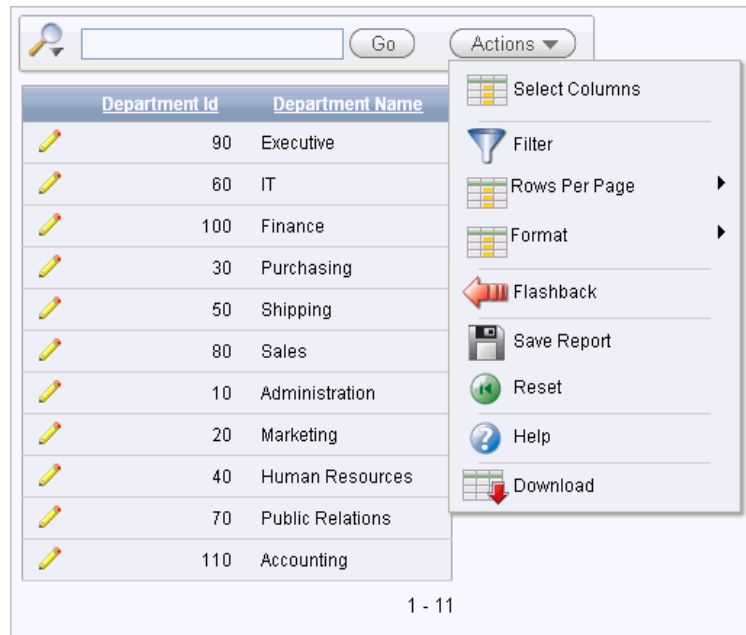 Go
Actions
Department Id Department Name
90 Executive
60 IT
100 Finance
30 Purchasing
50 Shipping
80 Sales
10 Administration
20 Marketing
40 Human Resources
70 Public Relations
110 Accounting
1 - 11
Select Columns
Filter
Rows Per Page
Format
Flashback
Save Report
Reset
Help
Download